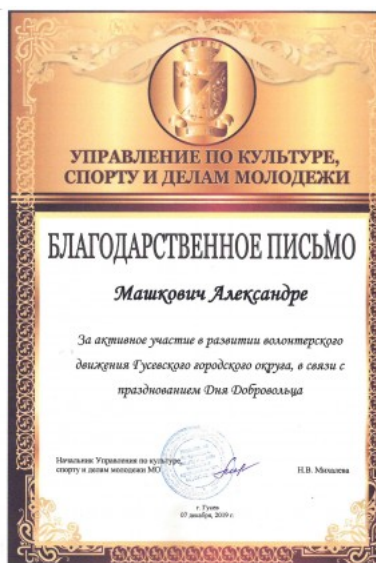 УПРАВЛЕНИЕ ПО КУЛЬТУРЕ,
СПОРТУ И ДЕЛАМ МОЛОДЕЖИ
БЛАГОДАРСТВЕННОЕ ПИСЬМО
Машкович Александре
За активное участие в развитии волонтерского
движения Гусевского городского округа, в связи с
празднованием Дня Добровольца
Начальник Управления по культуре,
спорту и делам молодежи МО
Н.В. Михалева
г. Гусев
07 декабря, 2019 г.